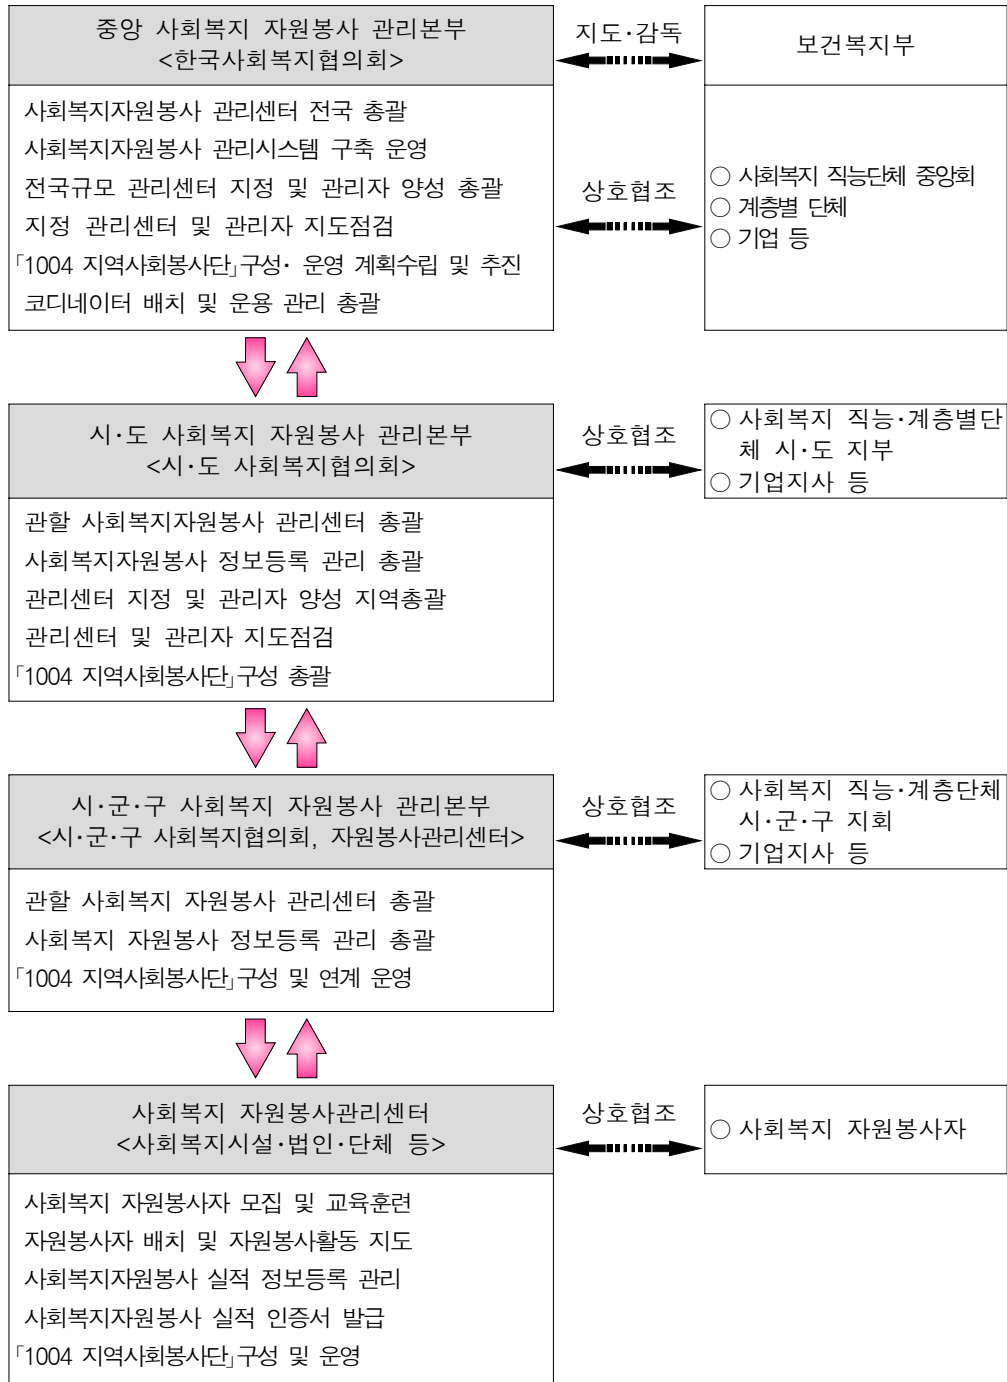 중앙 사회복지 자원봉사 관리본부
<한국사회복지협의회>
지도·감독
보건복지부
사회복지자원봉사 관리센터 전국 총괄
사회복지자원봉사 관리시스템 구축 운영
전국규모 관리센터 지정 및 관리자 양성 총괄
지정 관리센터 및 관리자 지도점검
「1004 지역사회봉사단」구성· 운영 계획수립 및 추진
코디네이터 배치 및 운용 관리 총괄
상호협조
○ 사회복지 직능단체 중앙회
○ 계층별 단체
○ 기업 등
시·도 사회복지 자원봉사 관리본부
<시·도 사회복지협의회>
상호협조
○ 사회복지 직능·계층별단
체 시·도 지부
○ 기업지사 등
관할 사회복지자원봉사 관리센터 총괄
사회복지자원봉사 정보등록 관리 총괄
관리센터 지정 및 관리자 양성 지역총괄
관리센터 및 관리자 지도점검
「1004 지역사회봉사단」구성 총괄
시·군·구 사회복지 자원봉사 관리본부
<시·군·구 사회복지협의회, 자원봉사관리센터>
상호협조
○ 사회복지 직능·계층단체
시·군·구 지회
○ 기업지사 등
관할 사회복지 자원봉사 관리센터 총괄
사회복지 자원봉사 정보등록 관리 총괄
「1004 지역사회봉사단」구성 및 연계 운영
사회복지 자원봉사관리센터
<사회복지시설·법인·단체 등>
상호협조
○ 사회복지 자원봉사자
사회복지 자원봉사자 모집 및 교육훈련
자원봉사자 배치 및 자원봉사활동 지도
사회복지자원봉사 실적 정보등록 관리
사회복지자원봉사 실적 인증서 발급
「1004 지역사회봉사단」구성 및 운영